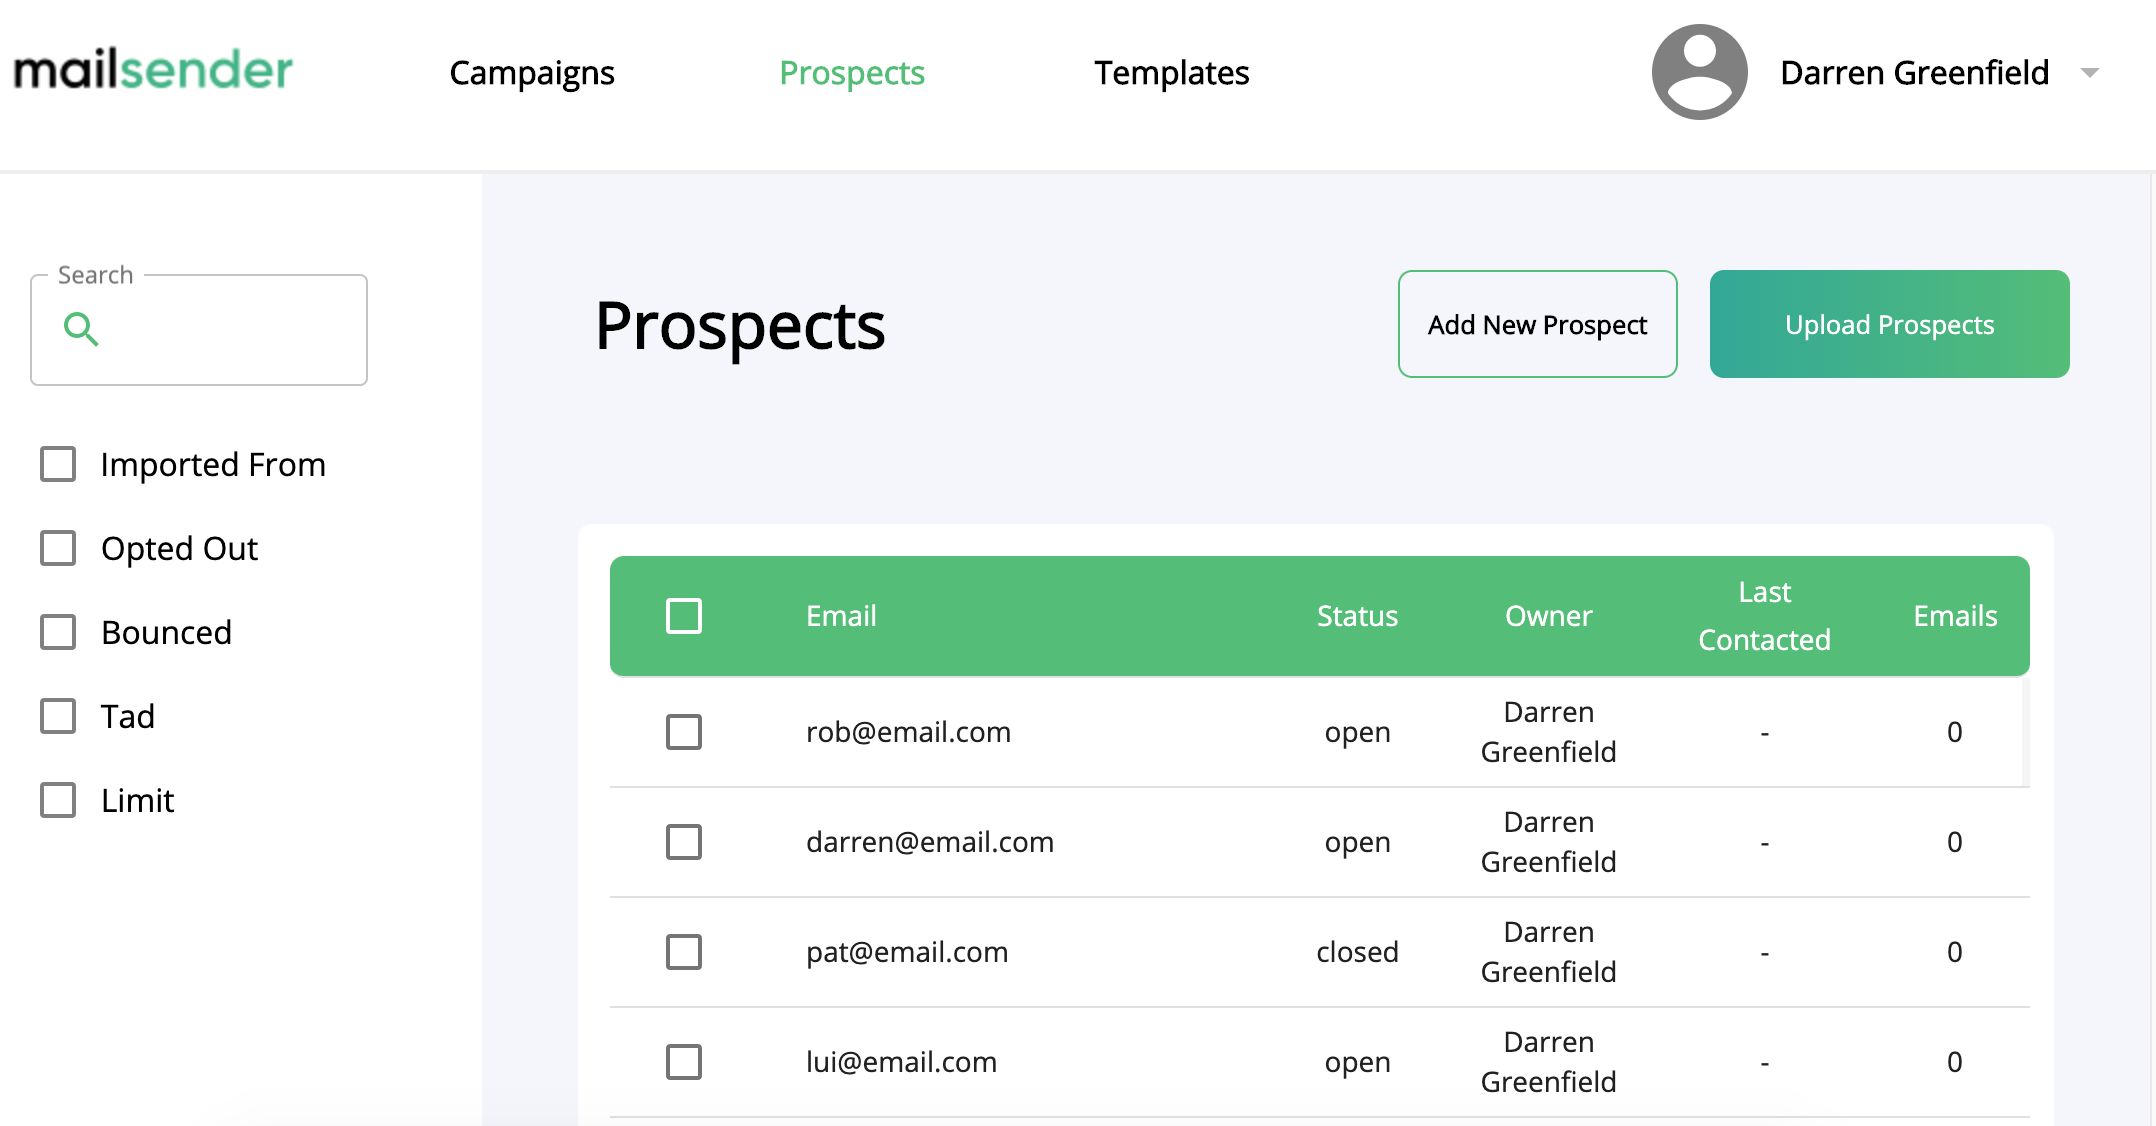 mailsender Campaigns Prospects Templates Darren Greenfield
Search
Imported From
Opted Out
Bounced
Tad
Limit
Prospects Add New Prospect Upload Prospects
Email Status Owner Last Contacted Emails
rob@email.com open Darren Greenfield - 0
darren@email.com open Darren Greenfield - 0
pat@email.com closed Darren Greenfield - 0
lui@email.com open Darren Greenfield - 0